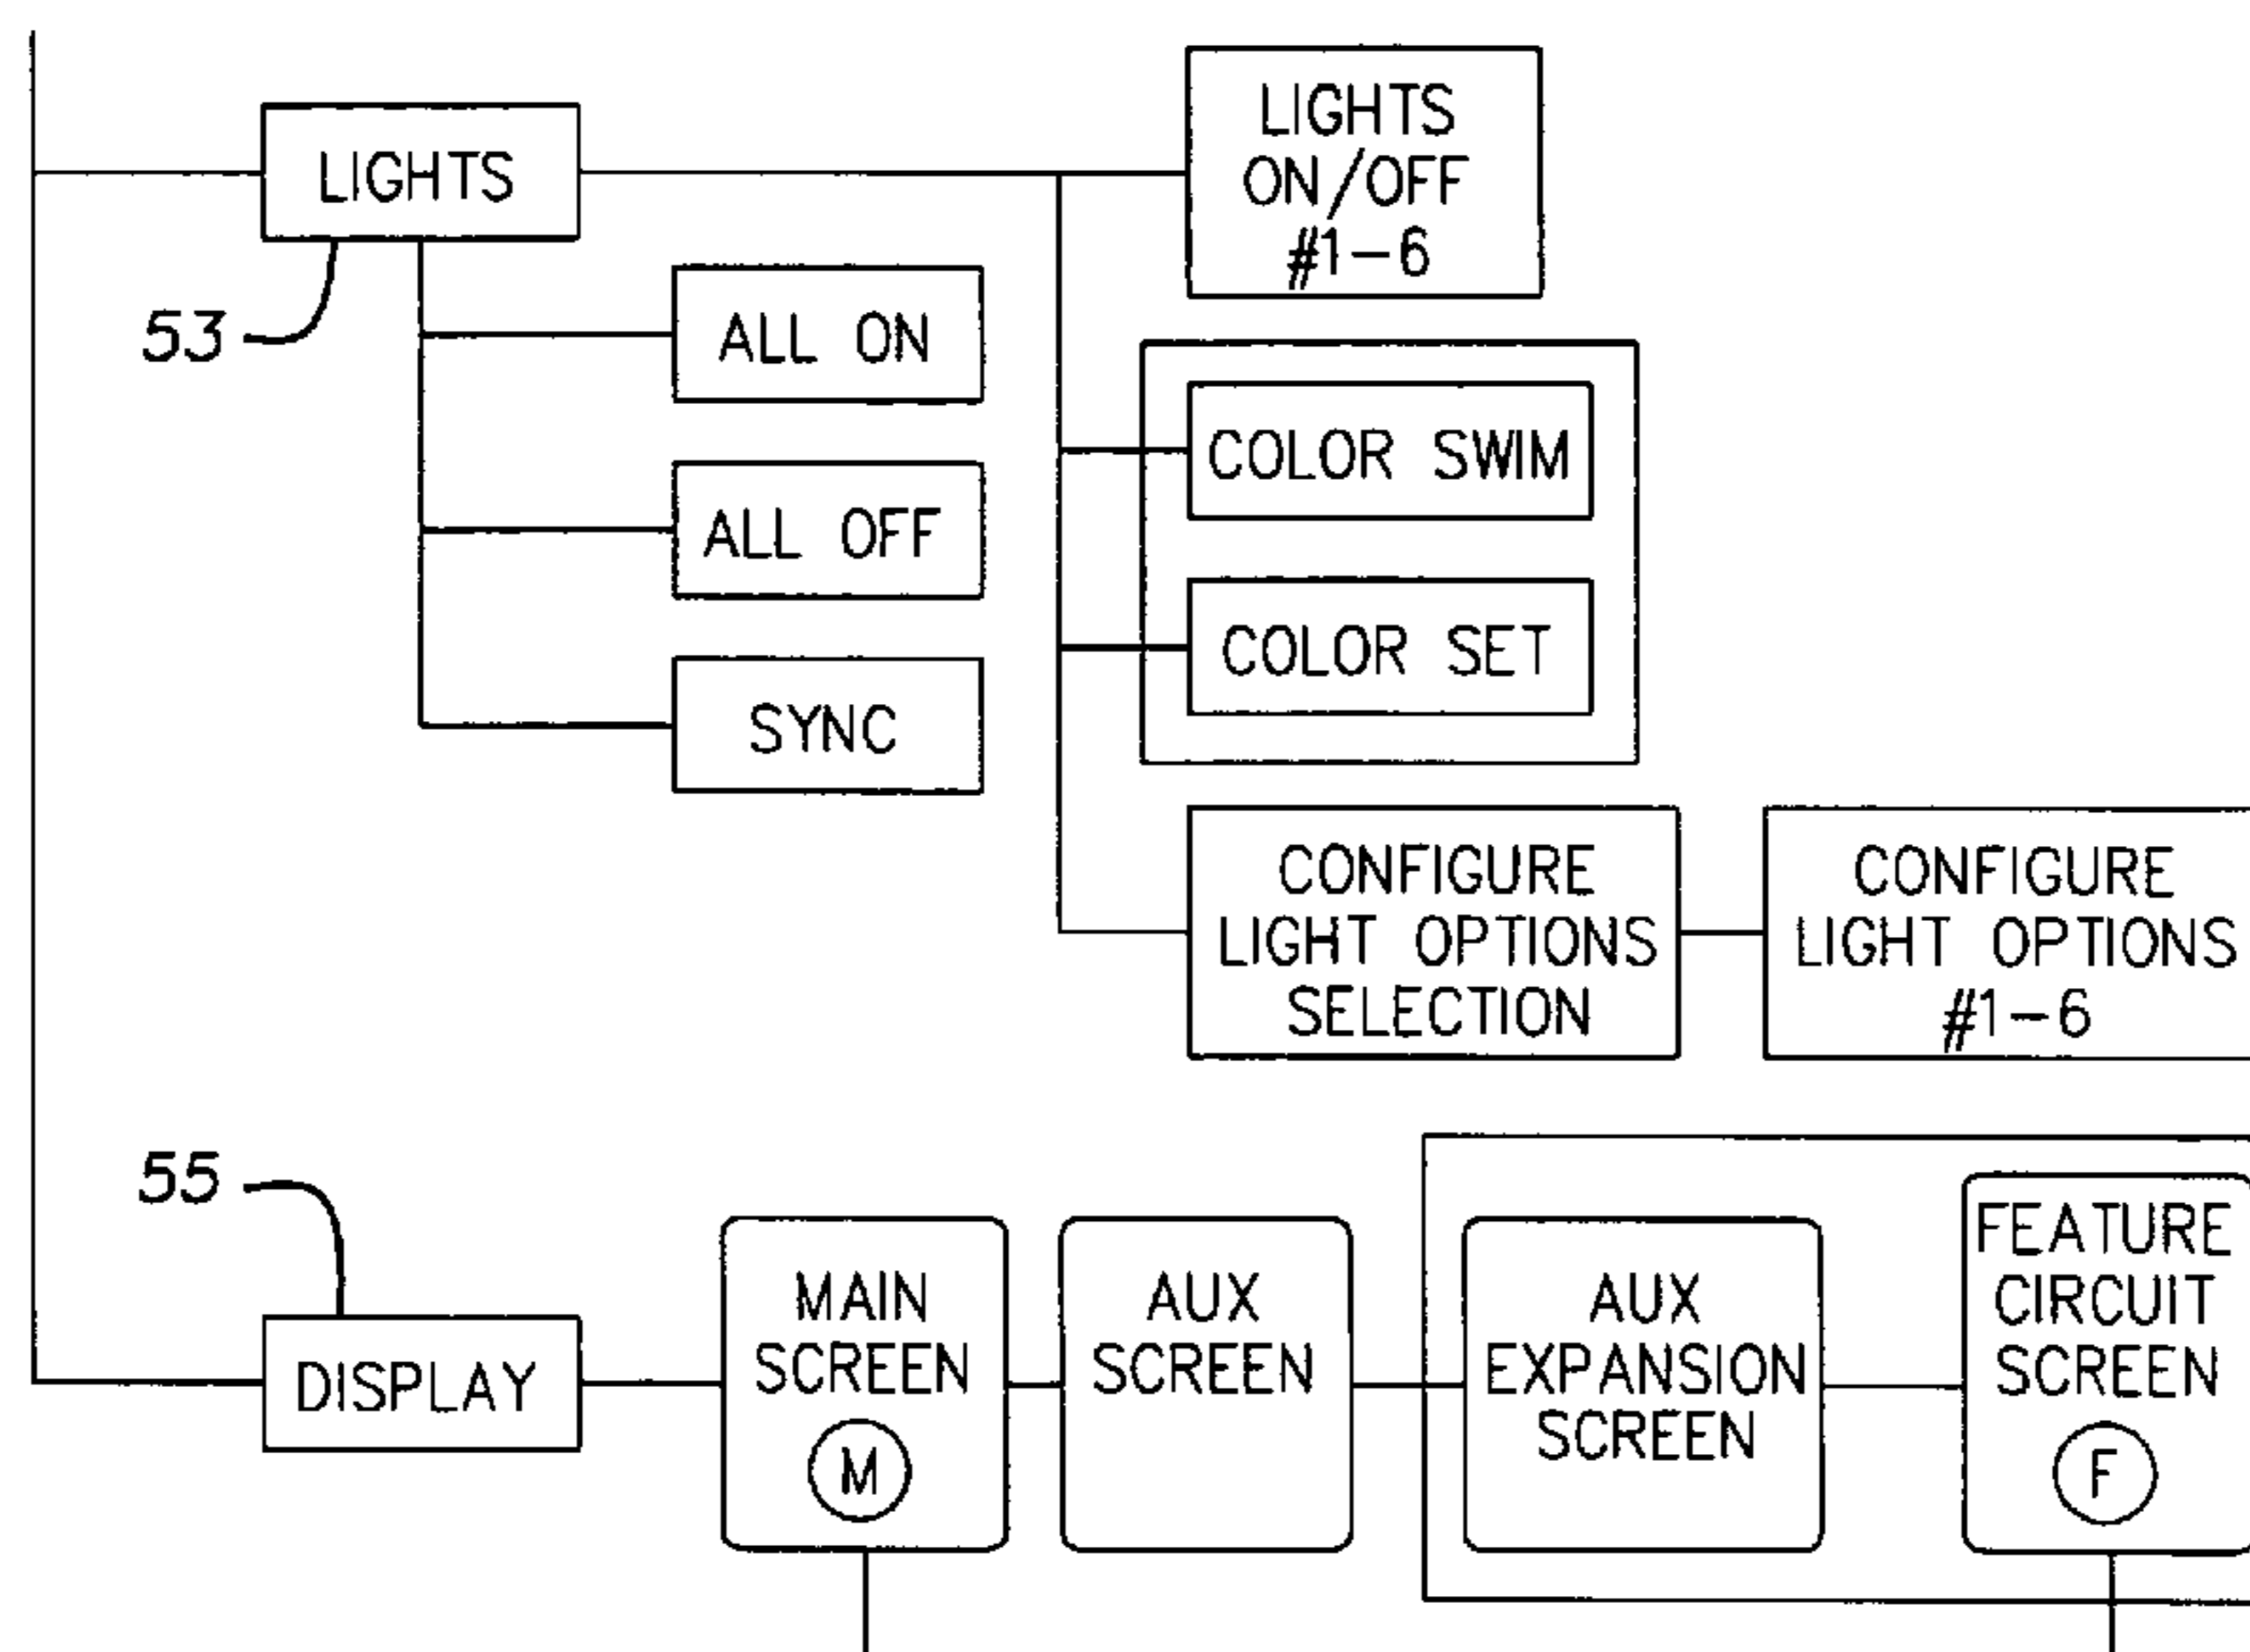 LIGHTS
53
ALL ON
ALL OFF
SYNC
LIGHTS
ON/OFF
#1-6
COLOR SWIM
COLOR SET
CONFIGURE
LIGHT OPTIONS
SELECTION
CONFIGURE
LIGHT OPTIONS
#1-6
55
DISPLAY
MAIN
SCREEN
M
AUX
SCREEN
AUX
EXPANSION
SCREEN
FEATURE
CIRCUIT
SCREEN
F